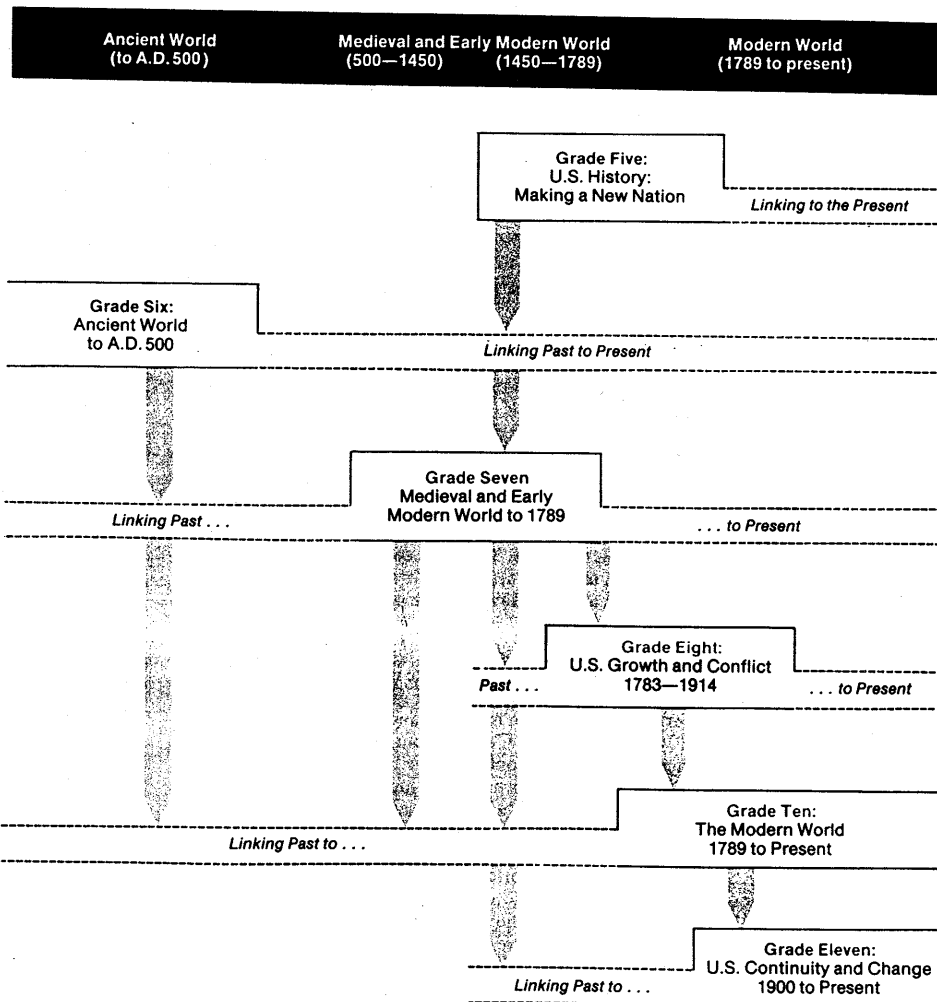 Ancient World
(to A.D. 500)
Medieval and Early Modern World
(500—1450) (1450—1789)
Modern World
(1789 to present)
Grade Five:
U.S. History:
Making a New Nation
Linking to the Present
Grade Six:
Ancient World
to A.D. 500
Linking Past to Present
Grade Seven
Medieval and Early
Modern World to 1789
Linking Past . . .
. . . to Present
Grade Eight:
U.S. Growth and Conflict
1783—1914
Past . . .
. . . to Present
Grade Ten:
The Modern World
1789 to Present
Linking Past to . . .
Grade Eleven:
U.S. Continuity and Change
1900 to Present
Linking Past to . . .